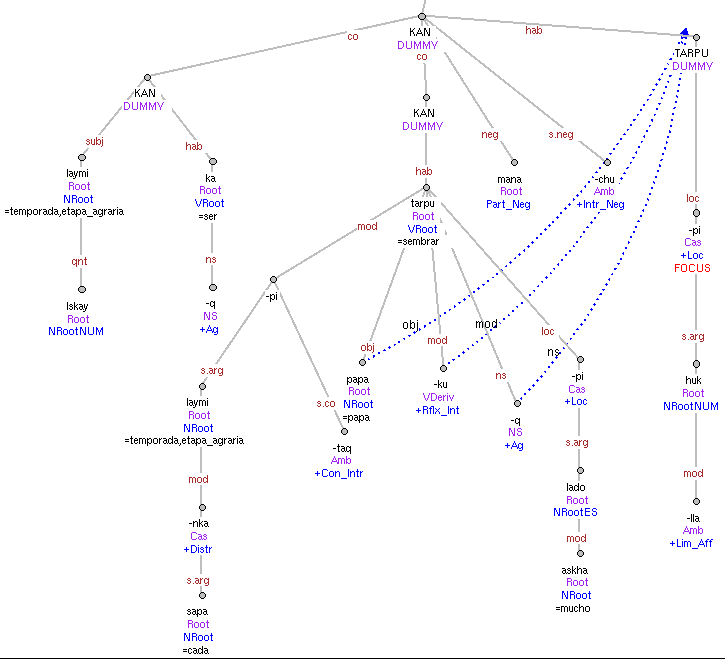 co
KAN
DUMMY
co
hab
TARPU
DUMMY
KAN
DUMMY
KAN
DUMMY
subj
hab
neg
s.neg
laymi
Root
NRoot
=temporada,etapa_agraria
ka
Root
VRoot
=ser
hab
mana
Root
Part_Neg
-chu
Amb
+Intr_Neg
loc
tarpu
Root
VRoot
=sembrar
mod
-pi
Cas
+Loc
FOCUS
qnt
ns
-pi
Iskay
Root
NRootNUM
-q
NS
+Ag
obj
mod
loc
obj
mod
ns
s.arg
s.arg
s.co
ns
papa
Root
NRoot
=papa
-ku
VDeriv
+Rflx_Int
-pi
Cas
+Loc
huk
Root
NRootNUM
laymi
Root
NRoot
=temporada,etapa_agraria
-q
NS
+Ag
-taq
Amb
+Con_Intr
s.arg
mod
mod
lado
Root
NRootES
-nka
Cas
+Distr
-lla
Amb
+Lim_Aff
mod
s.arg
askha
Root
NRoot
=mucho
sapa
Root
NRoot
=cada